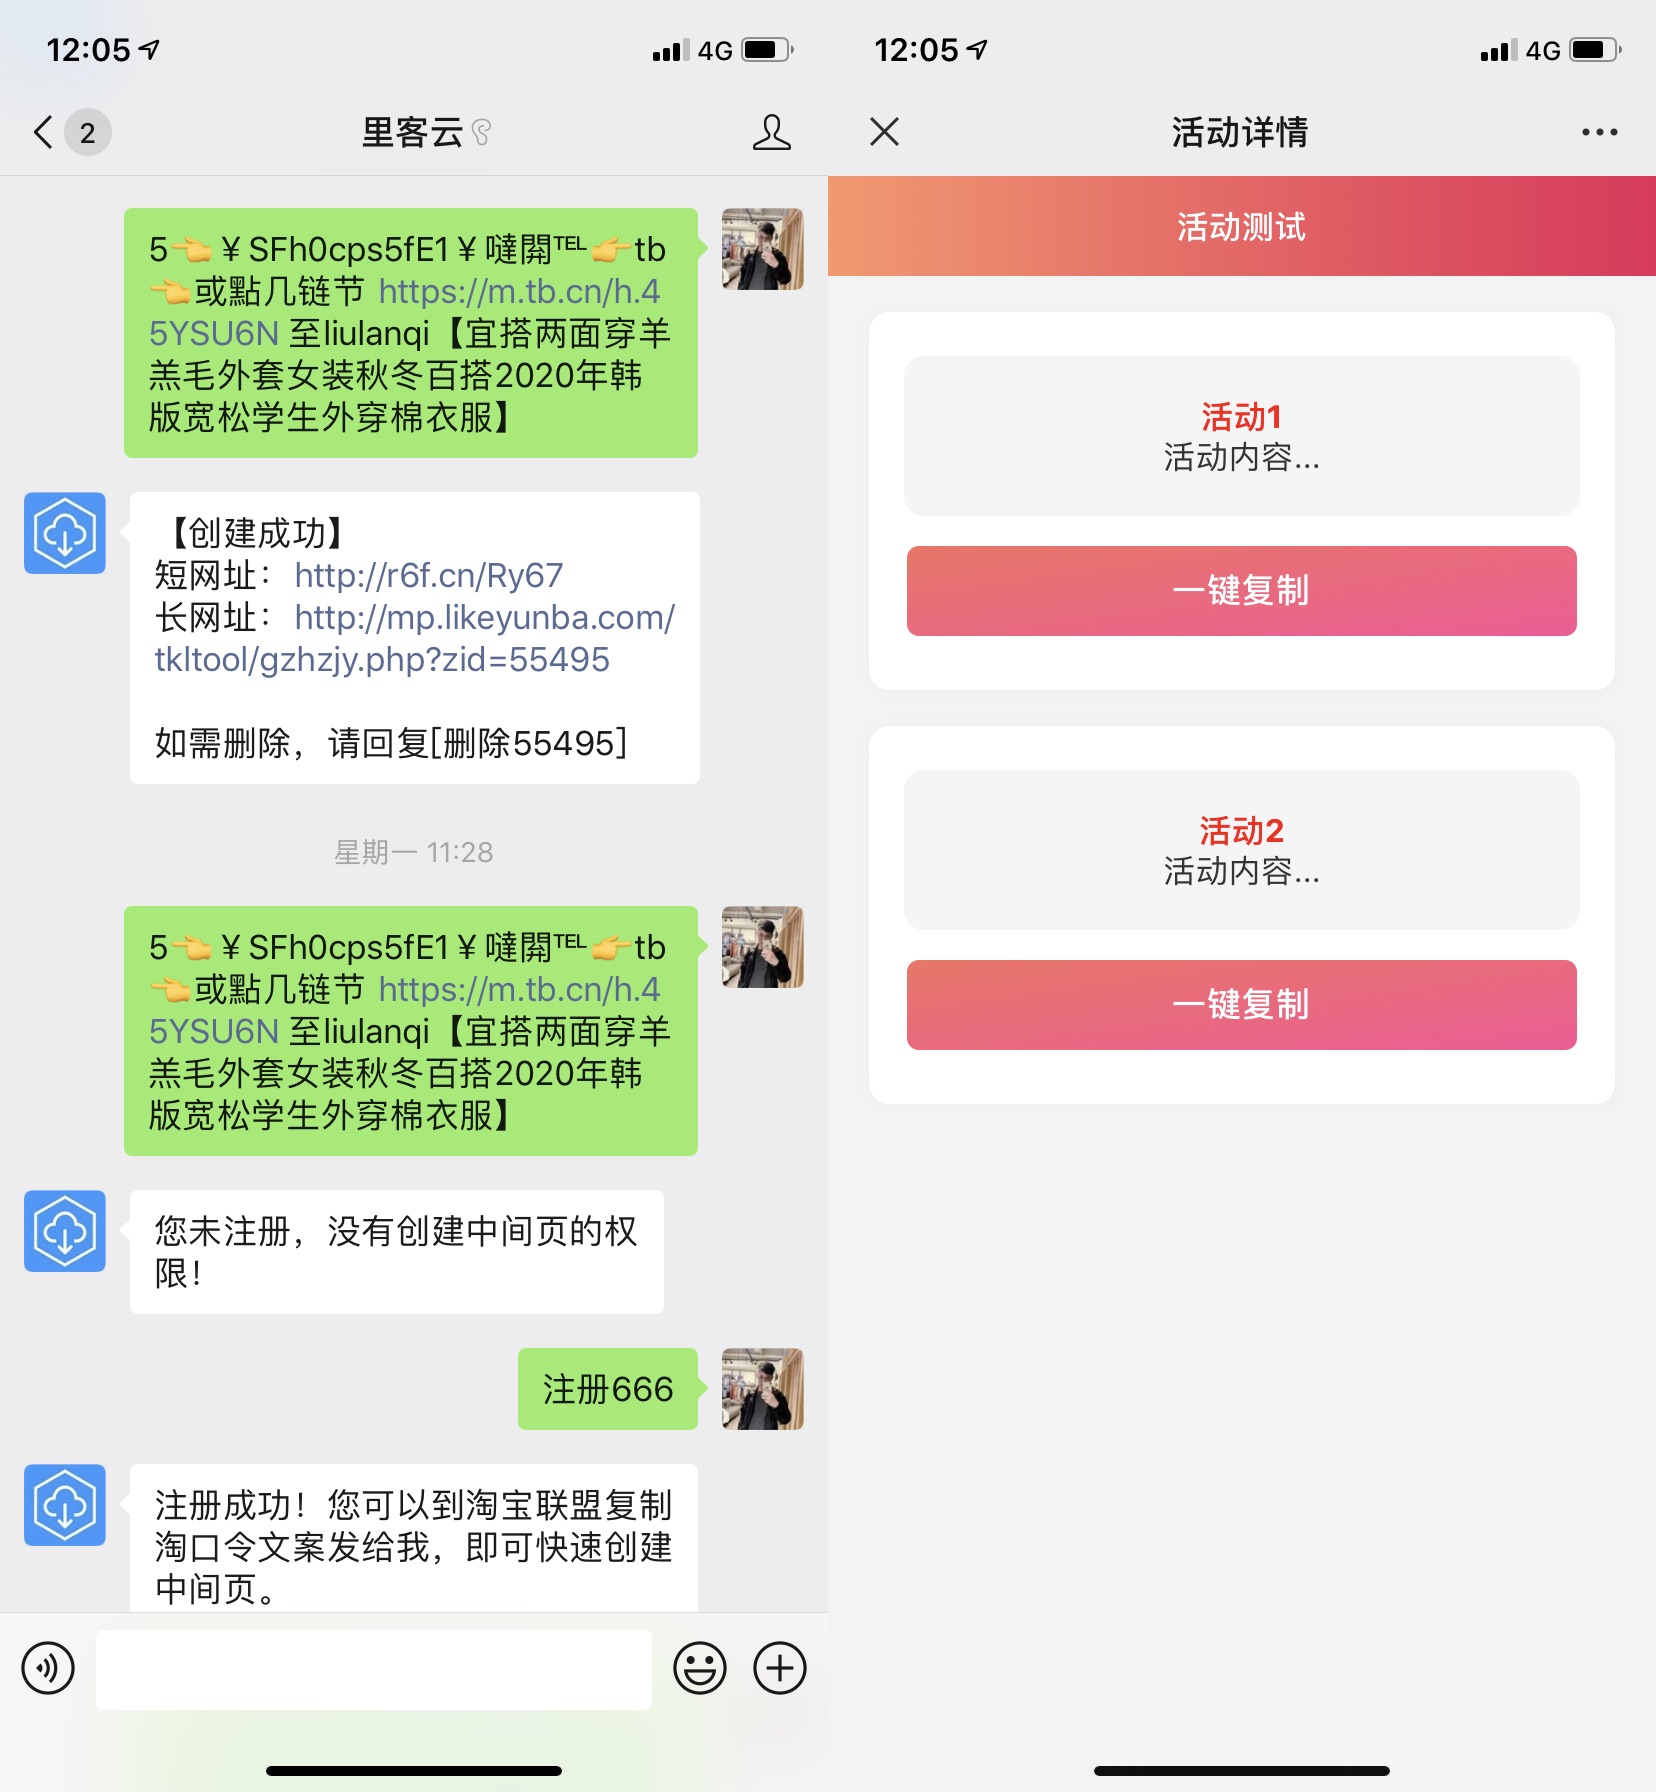 12:05
4G
2
里客云
5👈￥SFh0cps5fE1￥噠閞℡👉tb
👈或點几链节 https://m.tb.cn/h.4
5YSU6N 至liulanqi【宜搭两面穿羊
羔毛外套女装秋冬百搭2020年韩
版宽松学生外穿棉衣服】
【创建成功】
短网址： http://r6f.cn/Ry67
长网址： http://mp.likeyunba.com/
tkltool/gzhzjy.php?zid=55495
如需删除，请回复[删除55495]
星期一 11:28
5👈￥SFh0cps5fE1￥噠閞℡👉tb
👈或點几链节 https://m.tb.cn/h.4
5YSU6N 至liulanqi【宜搭两面穿羊
羔毛外套女装秋冬百搭2020年韩
版宽松学生外穿棉衣服】
您未注册，没有创建中间页的权
限！
注册666
注册成功！您可以到淘宝联盟复制
淘口令文案发给我，即可快速创建
中间页。
12:05
4G
活动详情
活动测试
活动1
活动内容...
一键复制
活动2
活动内容...
一键复制